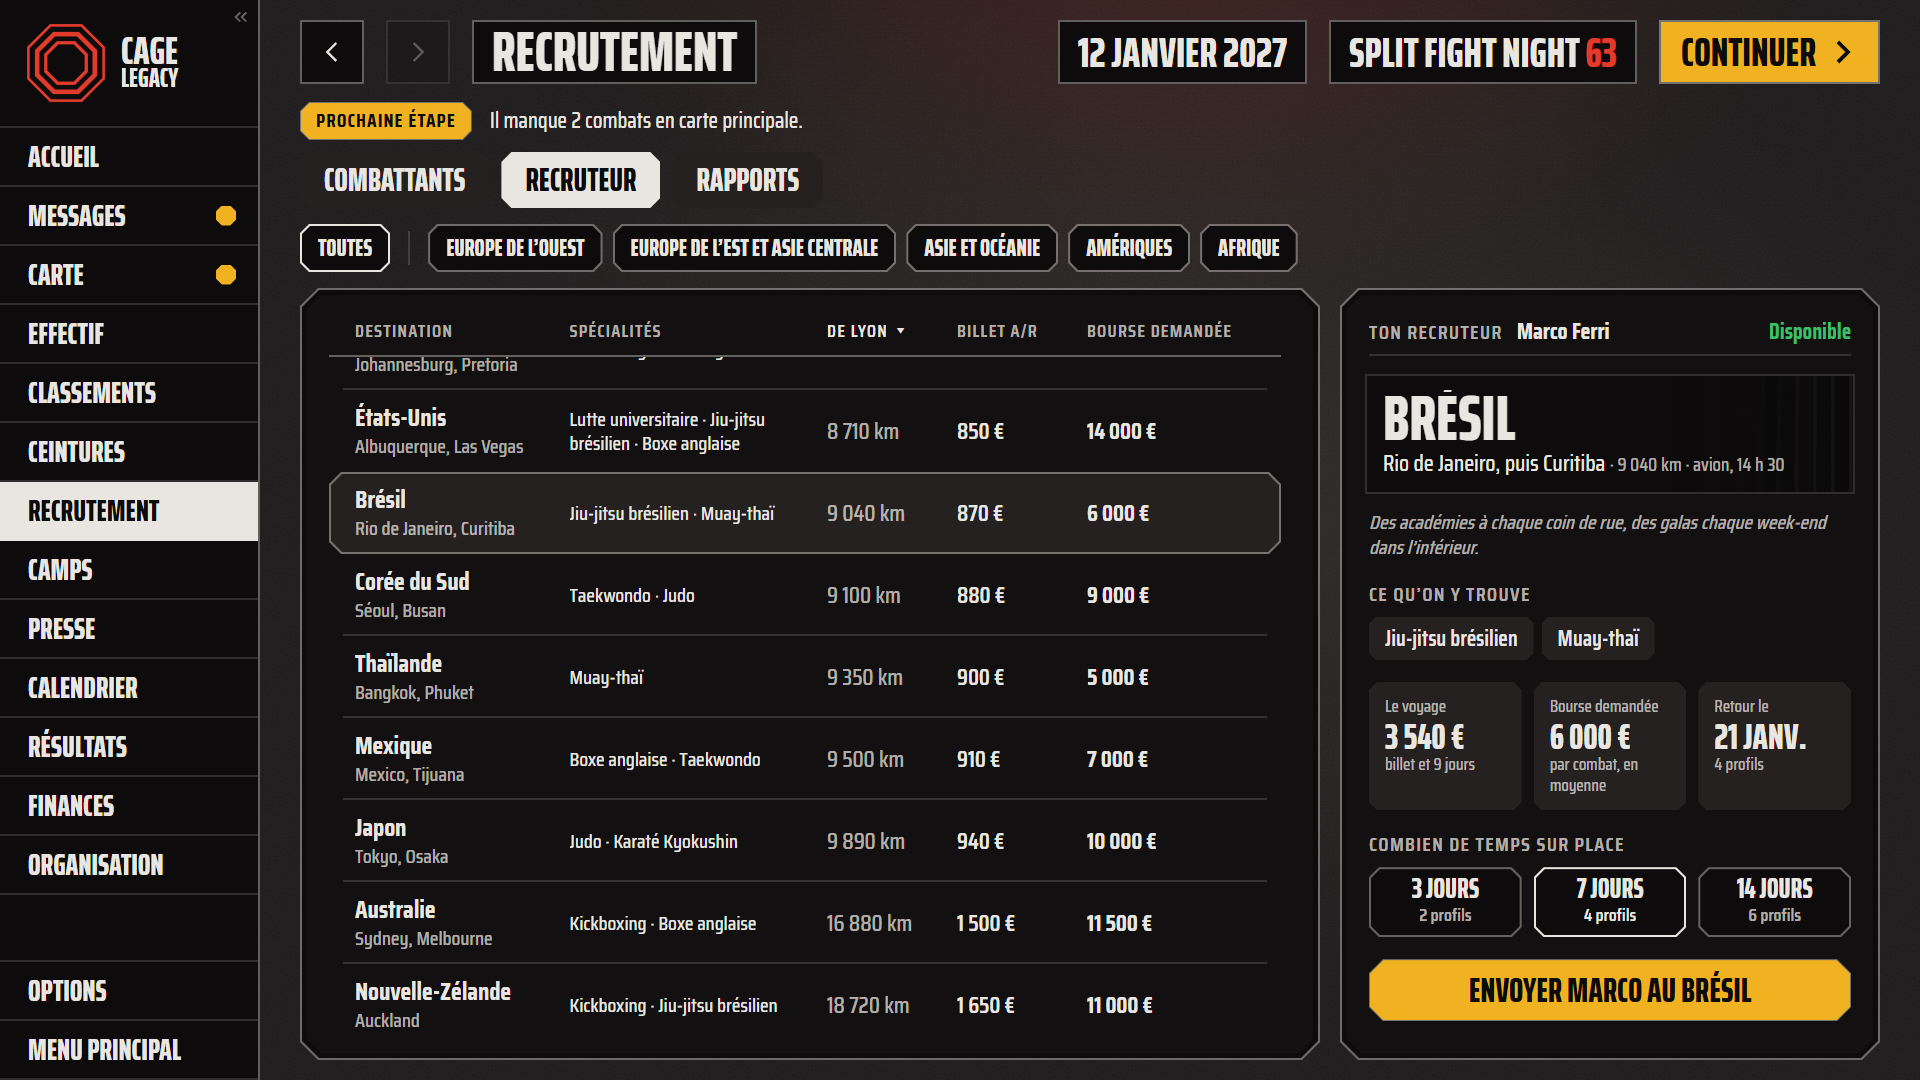 CAGE
LEGACY
ACCUEIL
MESSAGES
CARTE
EFFECTIF
CLASSEMENTS
CEINTURES
RECRUTEMENT
CAMPS
PRESSE
CALENDRIER
RÉSULTATS
FINANCES
ORGANISATION
OPTIONS
MENU PRINCIPAL
RECRUTEMENT
12 JANVIER 2027
SPLIT FIGHT NIGHT 63
CONTINUER
PROCHAINE ÉTAPE Il manque 2 combats en carte principale.
COMBATTANTS RECRUTEUR RAPPORTS
TOUTES EUROPE DE L'OUEST EUROPE DE L'EST ET ASIE CENTRALE ASIE ET OCÉANIE AMÉRIQUES AFRIQUE
DESTINATION SPÉCIALITÉS DE LYON BILLET A/R BOURSE DEMANDÉE
Johannesburg, Pretoria
États-Unis
Albuquerque, Las Vegas
Lutte universitaire · Jiu-jitsu
brésilien · Boxe anglaise
8 710 km 850 € 14 000 €
Brésil
Rio de Janeiro, Curitiba
Jiu-jitsu brésilien · Muay-thaï 9 040 km 870 € 6 000 €
Corée du Sud
Séoul, Busan
Taekwondo · Judo 9 100 km 880 € 9 000 €
Thaïlande
Bangkok, Phuket
Muay-thaï 9 350 km 900 € 5 000 €
Mexique
Mexico, Tijuana
Boxe anglaise · Taekwondo 9 500 km 910 € 7 000 €
Japon
Tokyo, Osaka
Judo · Karaté Kyokushin 9 890 km 940 € 10 000 €
Australie
Sydney, Melbourne
Kickboxing · Boxe anglaise 16 880 km 1 500 € 11 500 €
Nouvelle-Zélande
Auckland
Kickboxing · Jiu-jitsu brésilien 18 720 km 1 650 € 11 000 €
TON RECRUTEUR Marco Ferri Disponible
BRÉSIL
Rio de Janeiro, puis Curitiba · 9 040 km · avion, 14 h 30
Des académies à chaque coin de rue, des galas chaque week-end
dans l'intérieur.
CE QU'ON Y TROUVE
Jiu-jitsu brésilien Muay-thaï
Le voyage
3 540 €
billet et 9 jours
Bourse demandée
6 000 €
par combat, en
moyenne
Retour le
21 JANV.
4 profils
COMBIEN DE TEMPS SUR PLACE
3 JOURS
2 profils
7 JOURS
4 profils
14 JOURS
6 profils
ENVOYER MARCO AU BRÉSIL